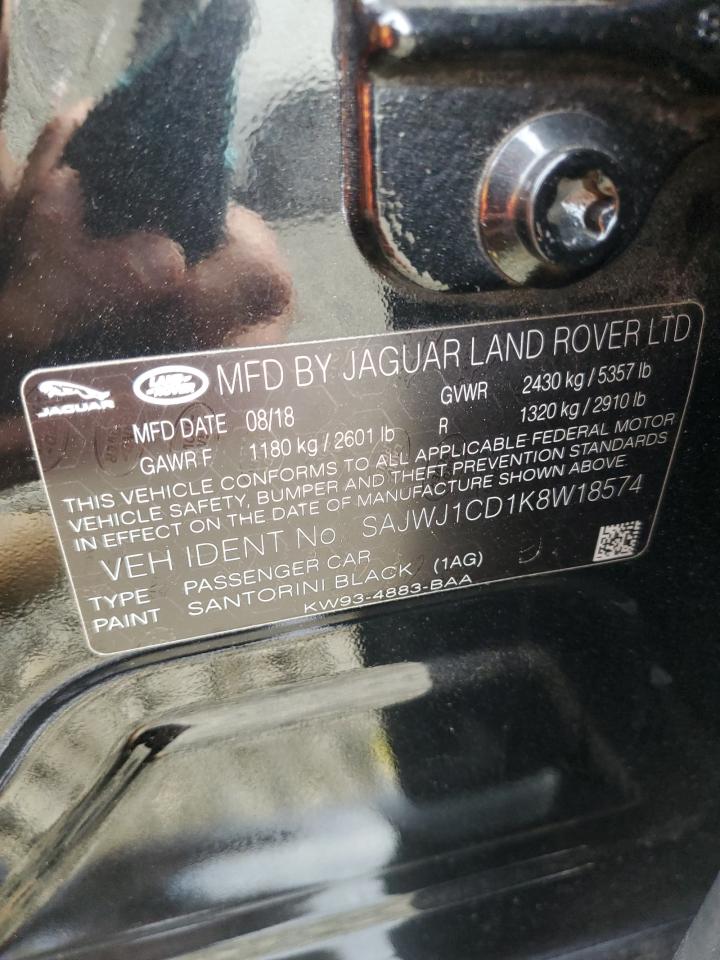 JAGUAR LAND ROVER MFD BY JAGUAR LAND ROVER LTD
MFD DATE 08/18 GVWR 2430 kg / 5357 lb
GAWR F 1180 kg / 2601 lb R 1320 kg / 2910 lb
THIS VEHICLE CONFORMS TO ALL APPLICABLE FEDERAL MOTOR
VEHICLE SAFETY, BUMPER AND THEFT PREVENTION STANDARDS
IN EFFECT ON THE DATE OF MANUFACTURE SHOWN ABOVE.
VEH IDENT No. SAJWJ1CD1K8W18574
TYPE PASSENGER CAR
PAINT SANTORINI BLACK (1AG)
KW93-4883-BAA